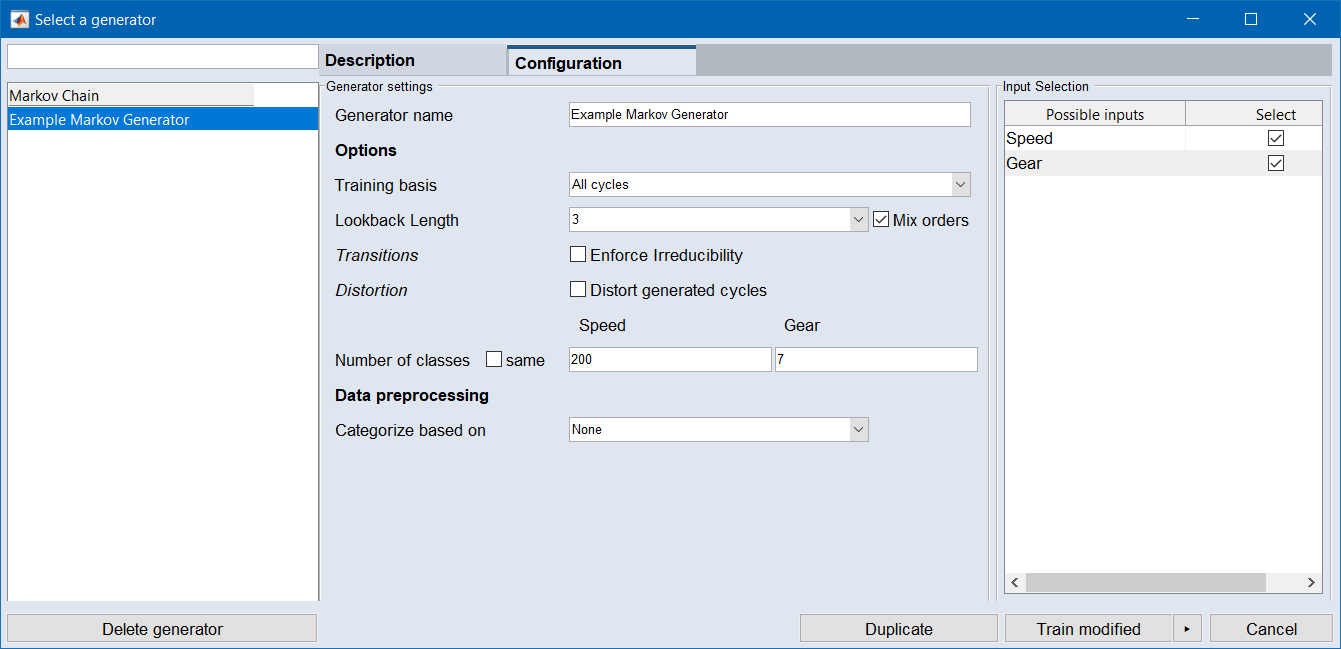 Select a generator
Description
Configuration
Markov Chain
Example Markov Generator
Generator settings
Generator name
Example Markov Generator
Options
Training basis
All cycles
Lookback Length
3
Mix orders
Transitions
Enforce Irreducibility
Distortion
Distort generated cycles
Speed Gear
Number of classes
same
200
7
Data preprocessing
Categorize based on
None
Input Selection
Possible inputs Select
Speed
Gear
Delete generator
Duplicate
Train modified
Cancel